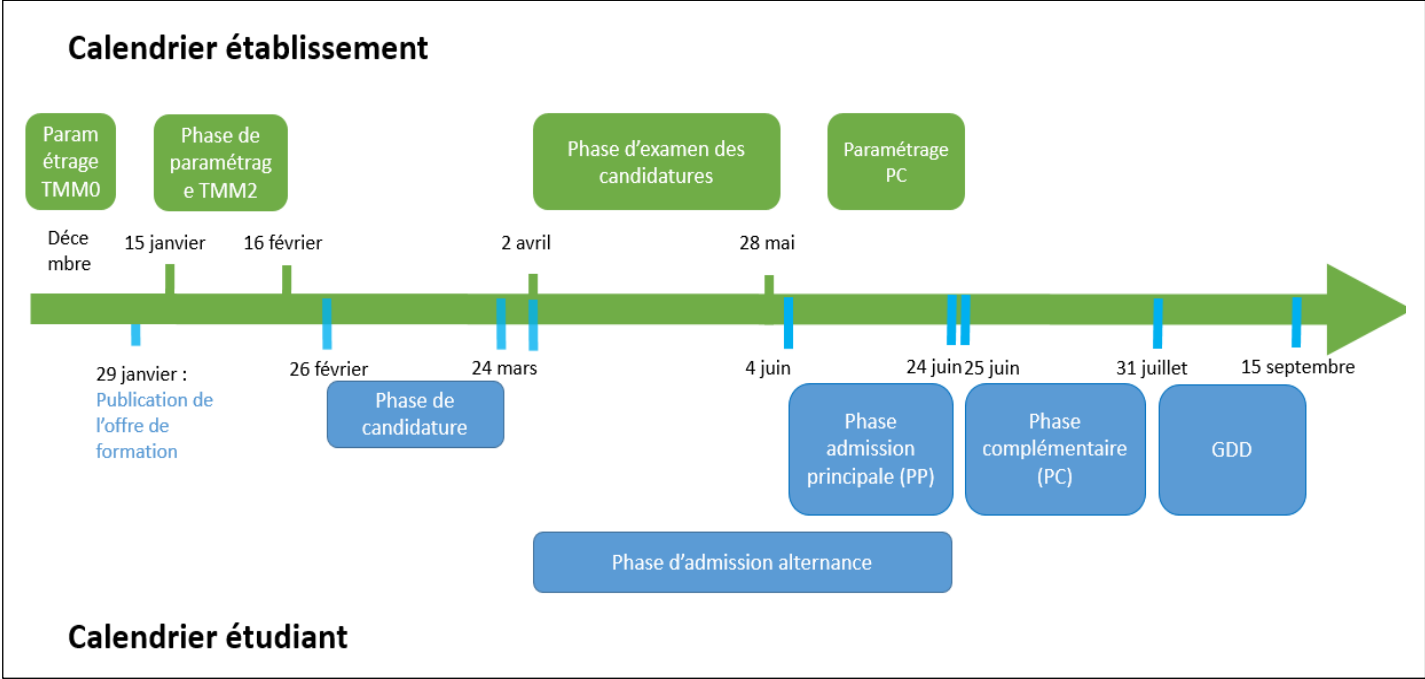 Calendrier établissement
Param
étrage
TMM0
Phase de
paramétrag
e TMM2
Phase d'examen des
candidatures
Paramétrage
PC
Déce
mbre
15 janvier
16 février
2 avril
28 mai
29 janvier :
Publication de
l'offre de
formation
26 février
24 mars
4 juin
24 juin
25 juin
31 juillet
15 septembre
Phase de
candidature
Phase
admission
principale (PP)
Phase
complémentaire
(PC)
GDD
Phase d'admission alternance
Calendrier étudiant